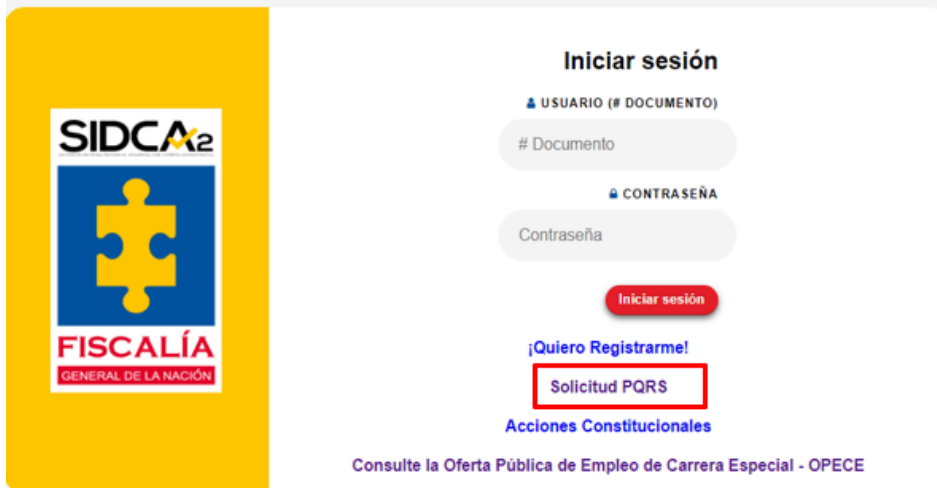 Iniciar sesión
USUARIO (# DOCUMENTO)
# Documento
CONTRASEÑA
Contraseña
Iniciar sesión
¡Quiero Registrarme!
Solicitud PQRS
Acciones Constitucionales
Consulte la Oferta Pública de Empleo de Carrera Especial - OPECE
SIDCA2
FISCALÍA
GENERAL DE LA NACIÓN